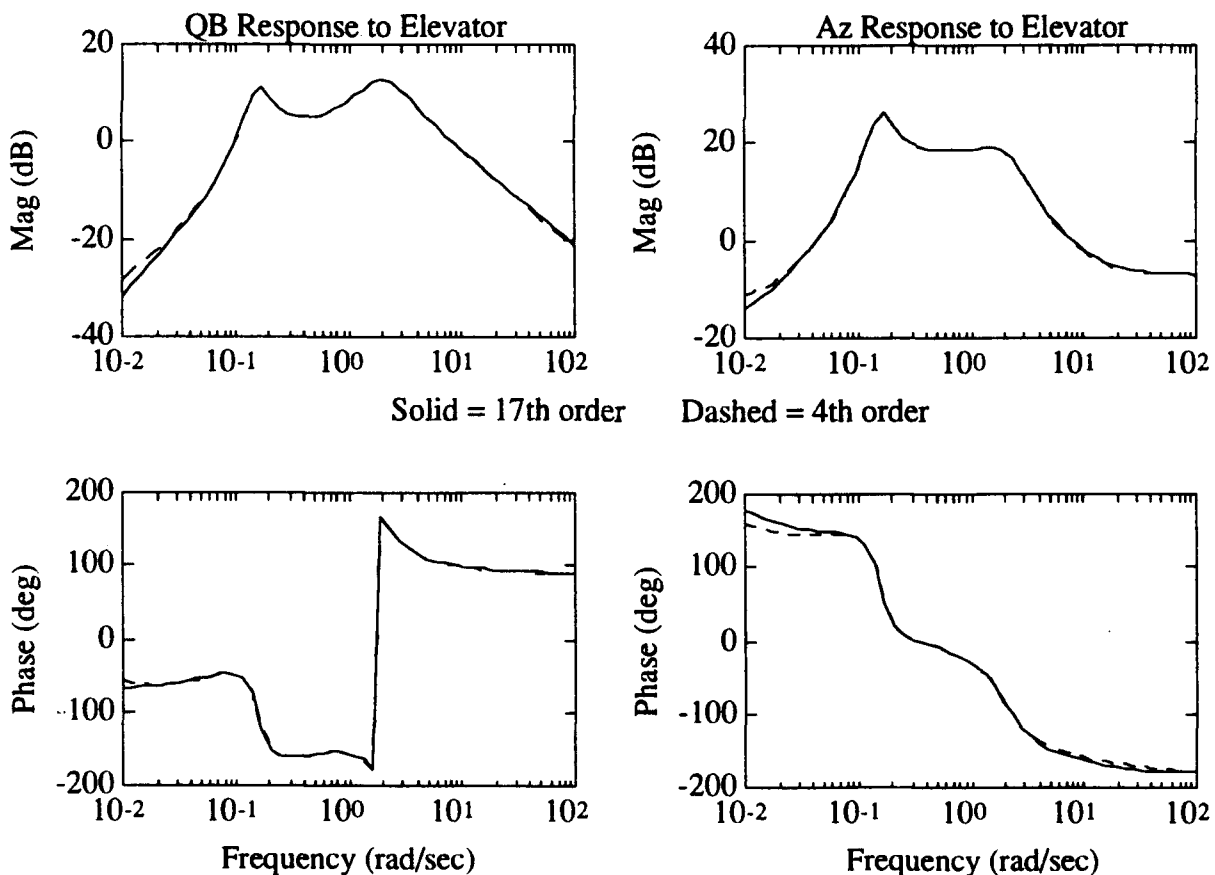 QB Response to Elevator
Az Response to Elevator
20
0
-20
-40
Mag (dB)
10-2 10-1 100 101 102
40
20
0
-20
Mag (dB)
10-2 10-1 100 101 102
Solid = 17th order Dashed = 4th order
200
100
0
-100
-200
Phase (deg)
10-2 10-1 100 101 102
Frequency (rad/sec)
200
100
0
-100
-200
Phase (deg)
10-2 10-1 100 101 102
Frequency (rad/sec)